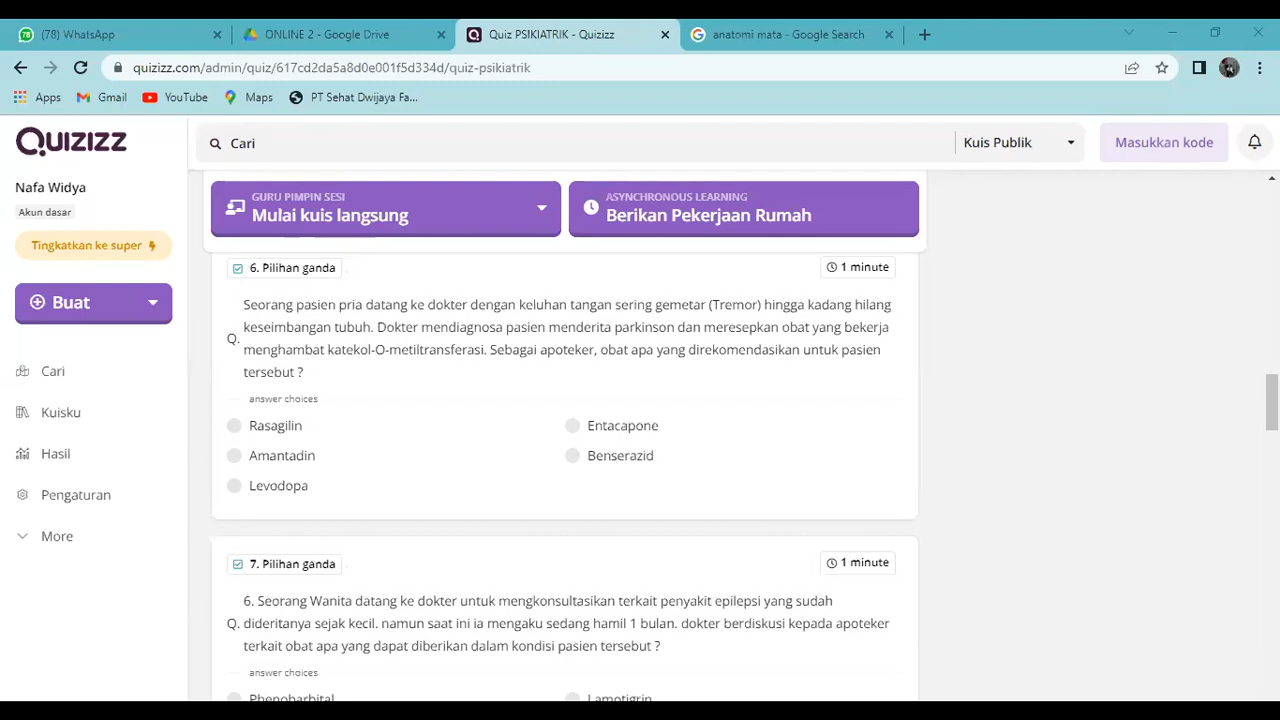 (78) WhatsApp
ONLINE 2 - Google Drive
Quiz PSIKIATRIK - Quizizz
anatomi mata - Google Search
quizizz.com/admin/quiz/617cd2da5a8d0e001f5d334d/quiz-psikiatrik
Apps
Gmail
YouTube
Maps
PT Sehat Dwijaya Fa...
QUIZIZZ
Cari
Kuis Publik
Masukkan kode
Nafa Widya
Akun dasar
Tingkatkan ke super
Buat
Cari
Kuisku
Hasil
Pengaturan
More
GURU PIMPIN SESI
Mulai kuis langsung
ASYNCHRONOUS LEARNING
Berikan Pekerjaan Rumah
6. Pilihan ganda
1 minute
Seorang pasien pria datang ke dokter dengan keluhan tangan sering gemetar (Tremor) hingga kadang hilang
keseimbangan tubuh. Dokter mendiagnosa pasien menderita parkinson dan meresepkan obat yang bekerja
Q. menghambat katekol-O-metiltransferasi. Sebagai apoteker, obat apa yang direkomendasikan untuk pasien
tersebut ?
answer choices
Rasagilin
Entacapone
Amantadin
Benserazid
Levodopa
7. Pilihan ganda
1 minute
6. Seorang Wanita datang ke dokter untuk mengkonsultasikan terkait penyakit epilepsi yang sudah
Q. dideritanya sejak kecil. namun saat ini ia mengaku sedang hamil 1 bulan. dokter berdiskusi kepada apoteker
terkait obat apa yang dapat diberikan dalam kondisi pasien tersebut ?
answer choices
Phenobarbital
Lamotigrin